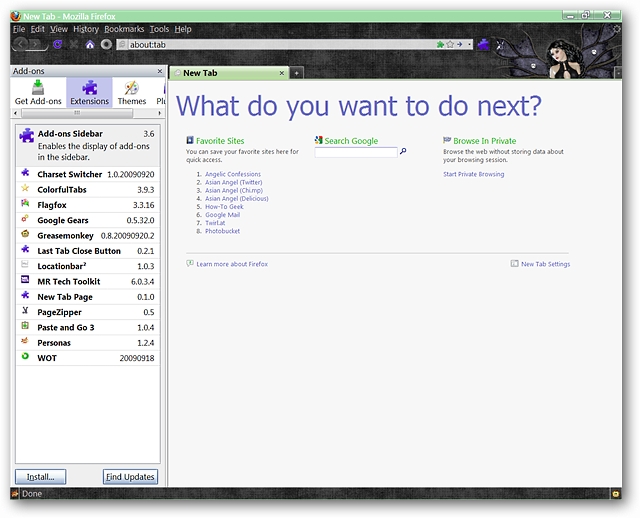 New Tab - Mozilla Firefox
File Edit View History Bookmarks Tools Help
about:tab
Add-ons
New Tab
Get Add-ons Extensions Themes
Add-ons Sidebar 3.6
Enables the display of add-ons
in the sidebar.
Charset Switcher 1.0.20090920
ColorfulTabs 3.9.3
Flagfox 3.3.16
Google Gears 0.5.32.0
Greasemonkey 0.8.20090920.2
Last Tab Close Button 0.2.1
Locationbar² 1.0.3
MR Tech Toolkit 6.0.3.4
New Tab Page 0.1.0
PageZipper 0.5
Paste and Go 3 1.0.4
Personas 1.2.4
WOT 20090918
Install... Find Updates
What do you want to do next?
Favorite Sites
You can save your favorite sites here for
quick access.
1. Angelic Confessions
2. Asian Angel (Twitter)
3. Asian Angel (Chi.mp)
4. Asian Angel (Delicious)
5. How-To Geek
6. Google Mail
7. Twirl.at
8. Photobucket
Search Google
Browse In Private
Browse the web without storing data about
your browsing session.
Start Private Browsing
Learn more about Firefox
New Tab Settings
Done